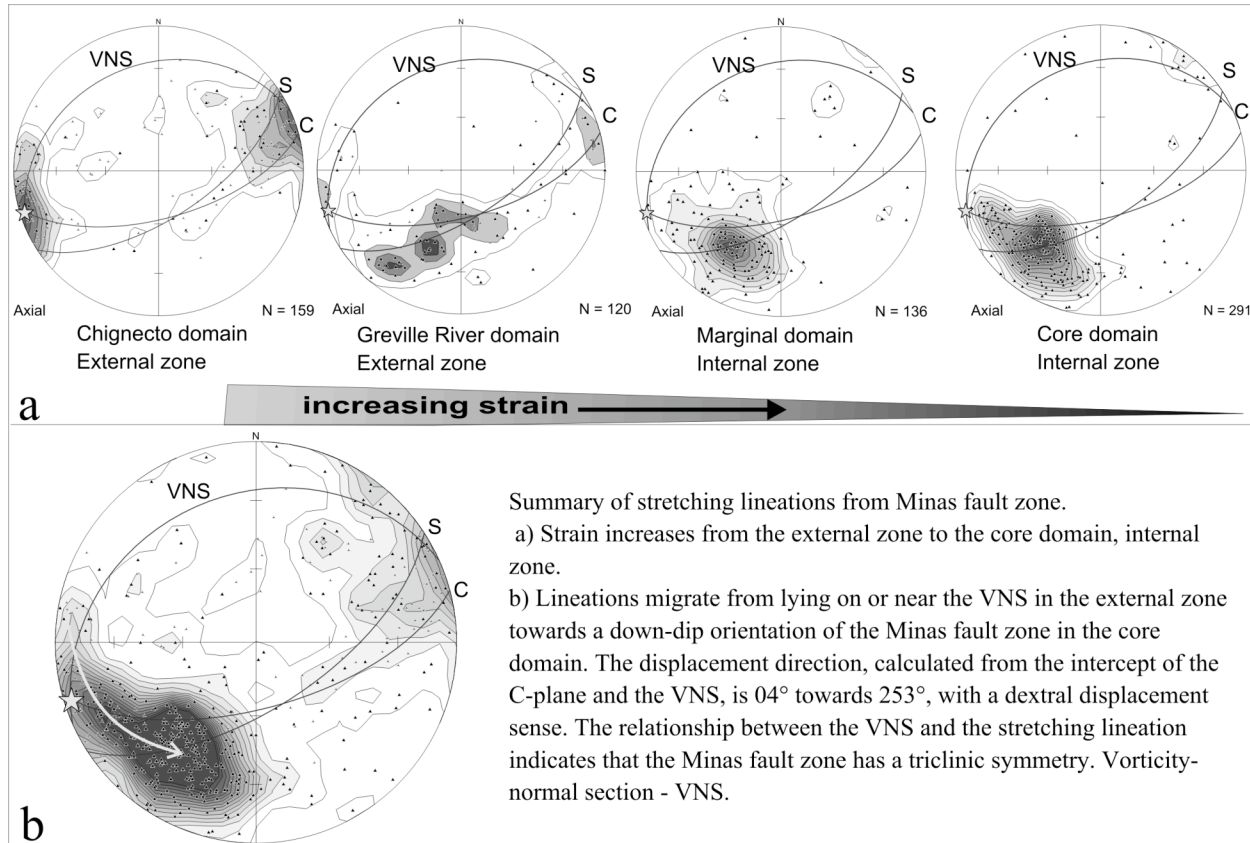 N
N
VNS
S
C
Axial
N = 159
Chignecto domain
External zone
VNS
S
C
Axial
N = 120
Greville River domain
External zone
VNS
S
C
Axial
N = 136
Marginal domain
Internal zone
VNS
S
C
Axial
N = 291
Core domain
Internal zone
a
increasing strain
N
VNS
S
C
b
Summary of stretching lineations from Minas fault zone.
a) Strain increases from the external zone to the core domain, internal
zone.
b) Lineations migrate from lying on or near the VNS in the external zone
towards a down-dip orientation of the Minas fault zone in the core
domain. The displacement direction, calculated from the intercept of the
C-plane and the VNS, is 04° towards 253°, with a dextral displacement
sense. The relationship between the VNS and the stretching lineation
indicates that the Minas fault zone has a triclinic symmetry. Vorticity-
normal section - VNS.